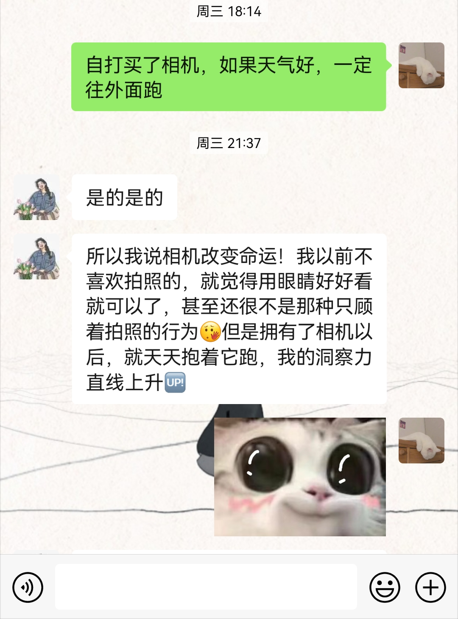 周三 18:14
自打买了相机，如果天气好，一定
往外面跑
周三 21:37
是的是的
所以我说相机改变命运！我以前不
喜欢拍照的，就觉得用眼睛好好看
就可以了，甚至还很不是那种只顾
着拍照的行为🤫但是拥有了相机以
后，就天天抱着它跑，我的洞察力
直线上升🆙